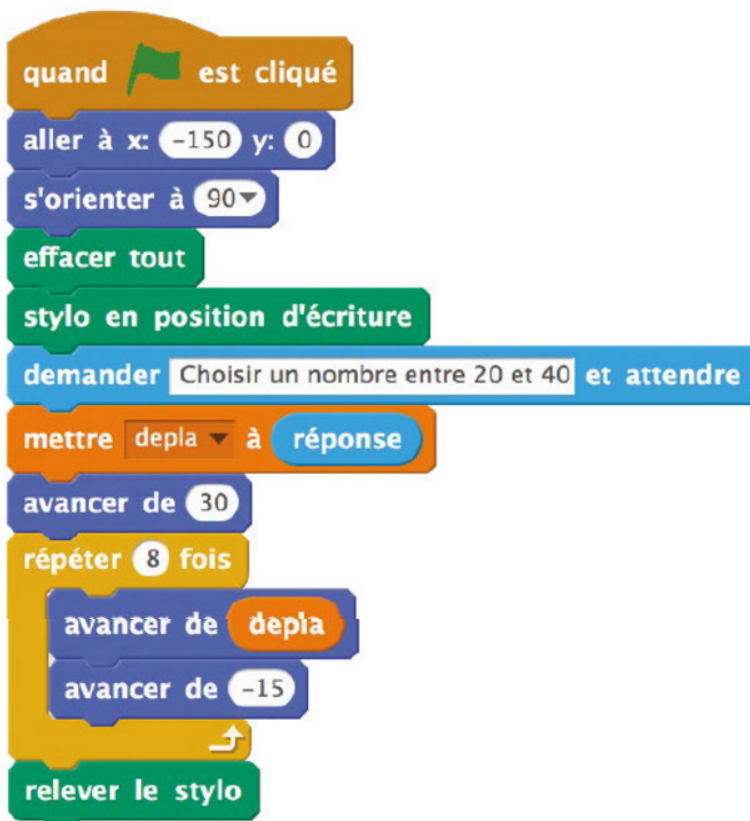 quand est cliqué
aller à x: -150 y: 0
s'orienter à 90
effacer tout
stylo en position d'écriture
demander Choisir un nombre entre 20 et 40 et attendre
mettre depla à réponse
avancer de 30
répéter 8 fois
avancer de depla
avancer de -15
relever le stylo